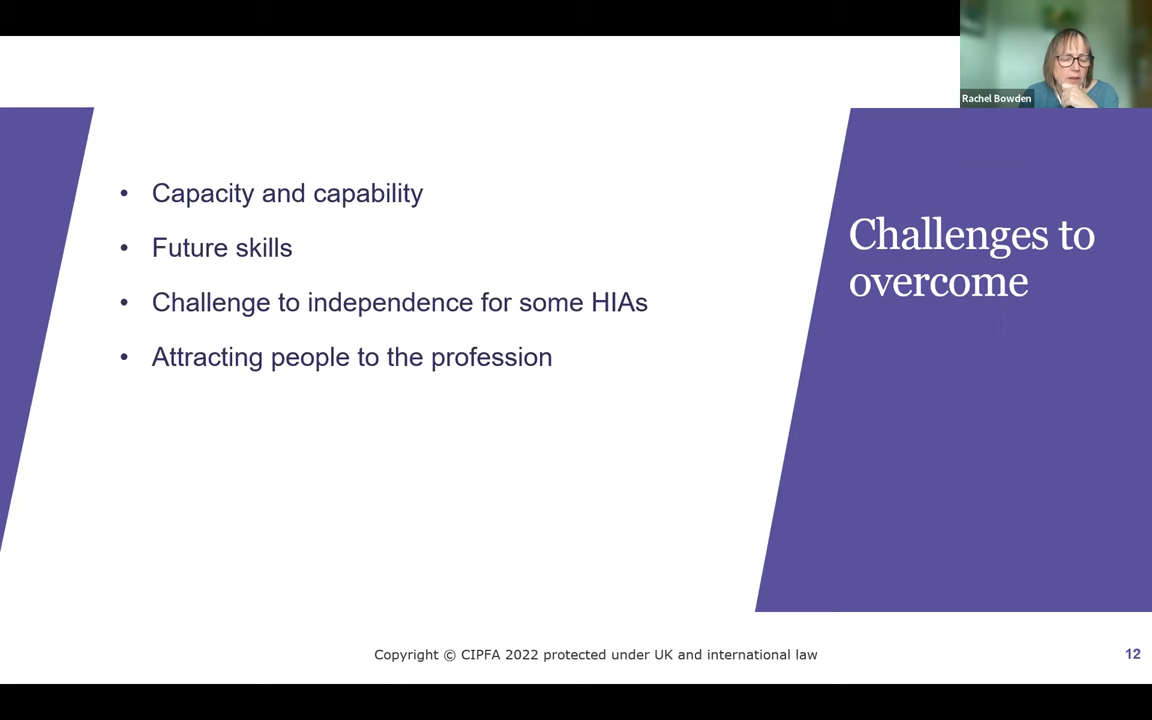 Rachel Bowden
• Capacity and capability
• Future skills
• Challenge to independence for some HIAs
• Attracting people to the profession
Challenges to
overcome
Copyright © CIPFA 2022 protected under UK and international law
12